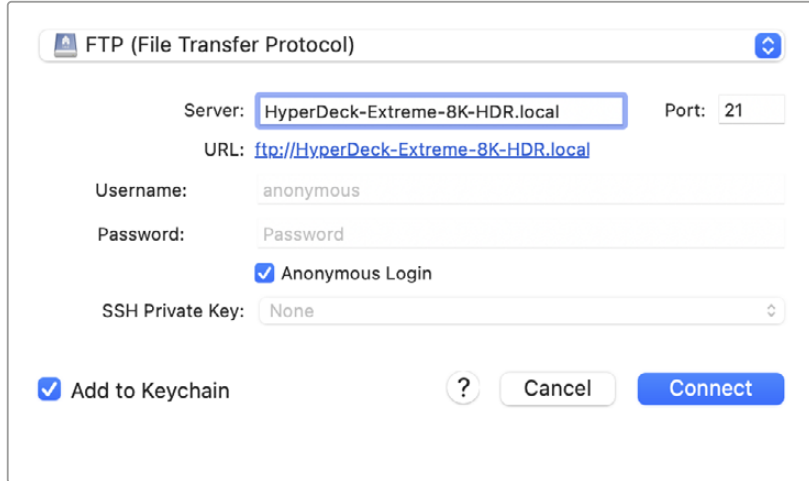 FTP (File Transfer Protocol)
Server: HyperDeck-Extreme-8K-HDR.local Port: 21
URL: ftp://HyperDeck-Extreme-8K-HDR.local
Username: anonymous
Password: Password
Anonymous Login
SSH Private Key: None
Add to Keychain ? Cancel Connect